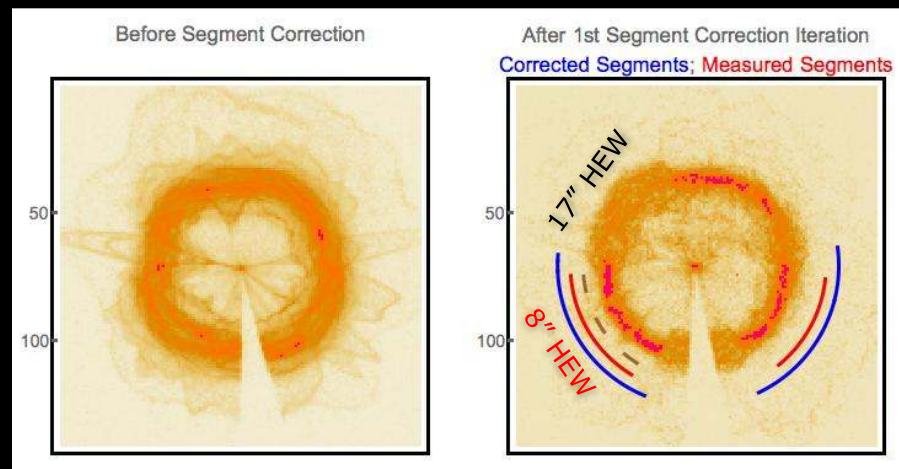 Before Segment Correction
After 1st Segment Correction Iteration
Corrected Segments; Measured Segments
50
100
50
100
17" HEW
8" HEW